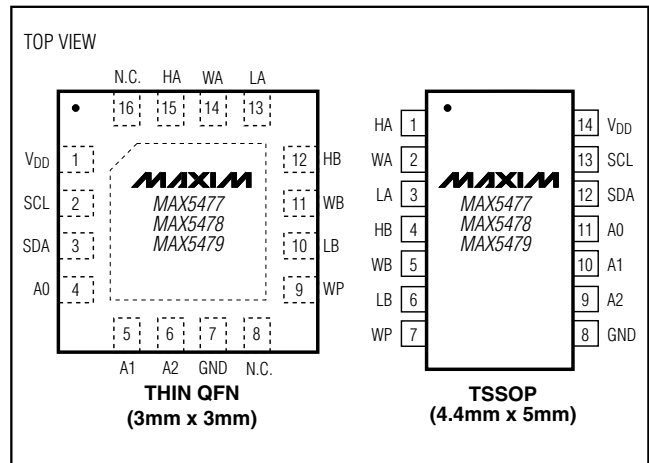 TOP VIEW
N.C. HA WA LA
16 15 14 13
VDD 1
SCL 2
SDA 3
A0 4
12 HB
11 WB
10 LB
9 WP
MAXIM
MAX5477
MAX5478
MAX5479
5 6 7 8
A1 A2 GND N.C.
THIN QFN
(3mm x 3mm)
HA 1
WA 2
LA 3
HB 4
WB 5
LB 6
WP 7
MAXIM
MAX5477
MAX5478
MAX5479
14 VDD
13 SCL
12 SDA
11 A0
10 A1
9 A2
8 GND
TSSOP
(4.4mm x 5mm)